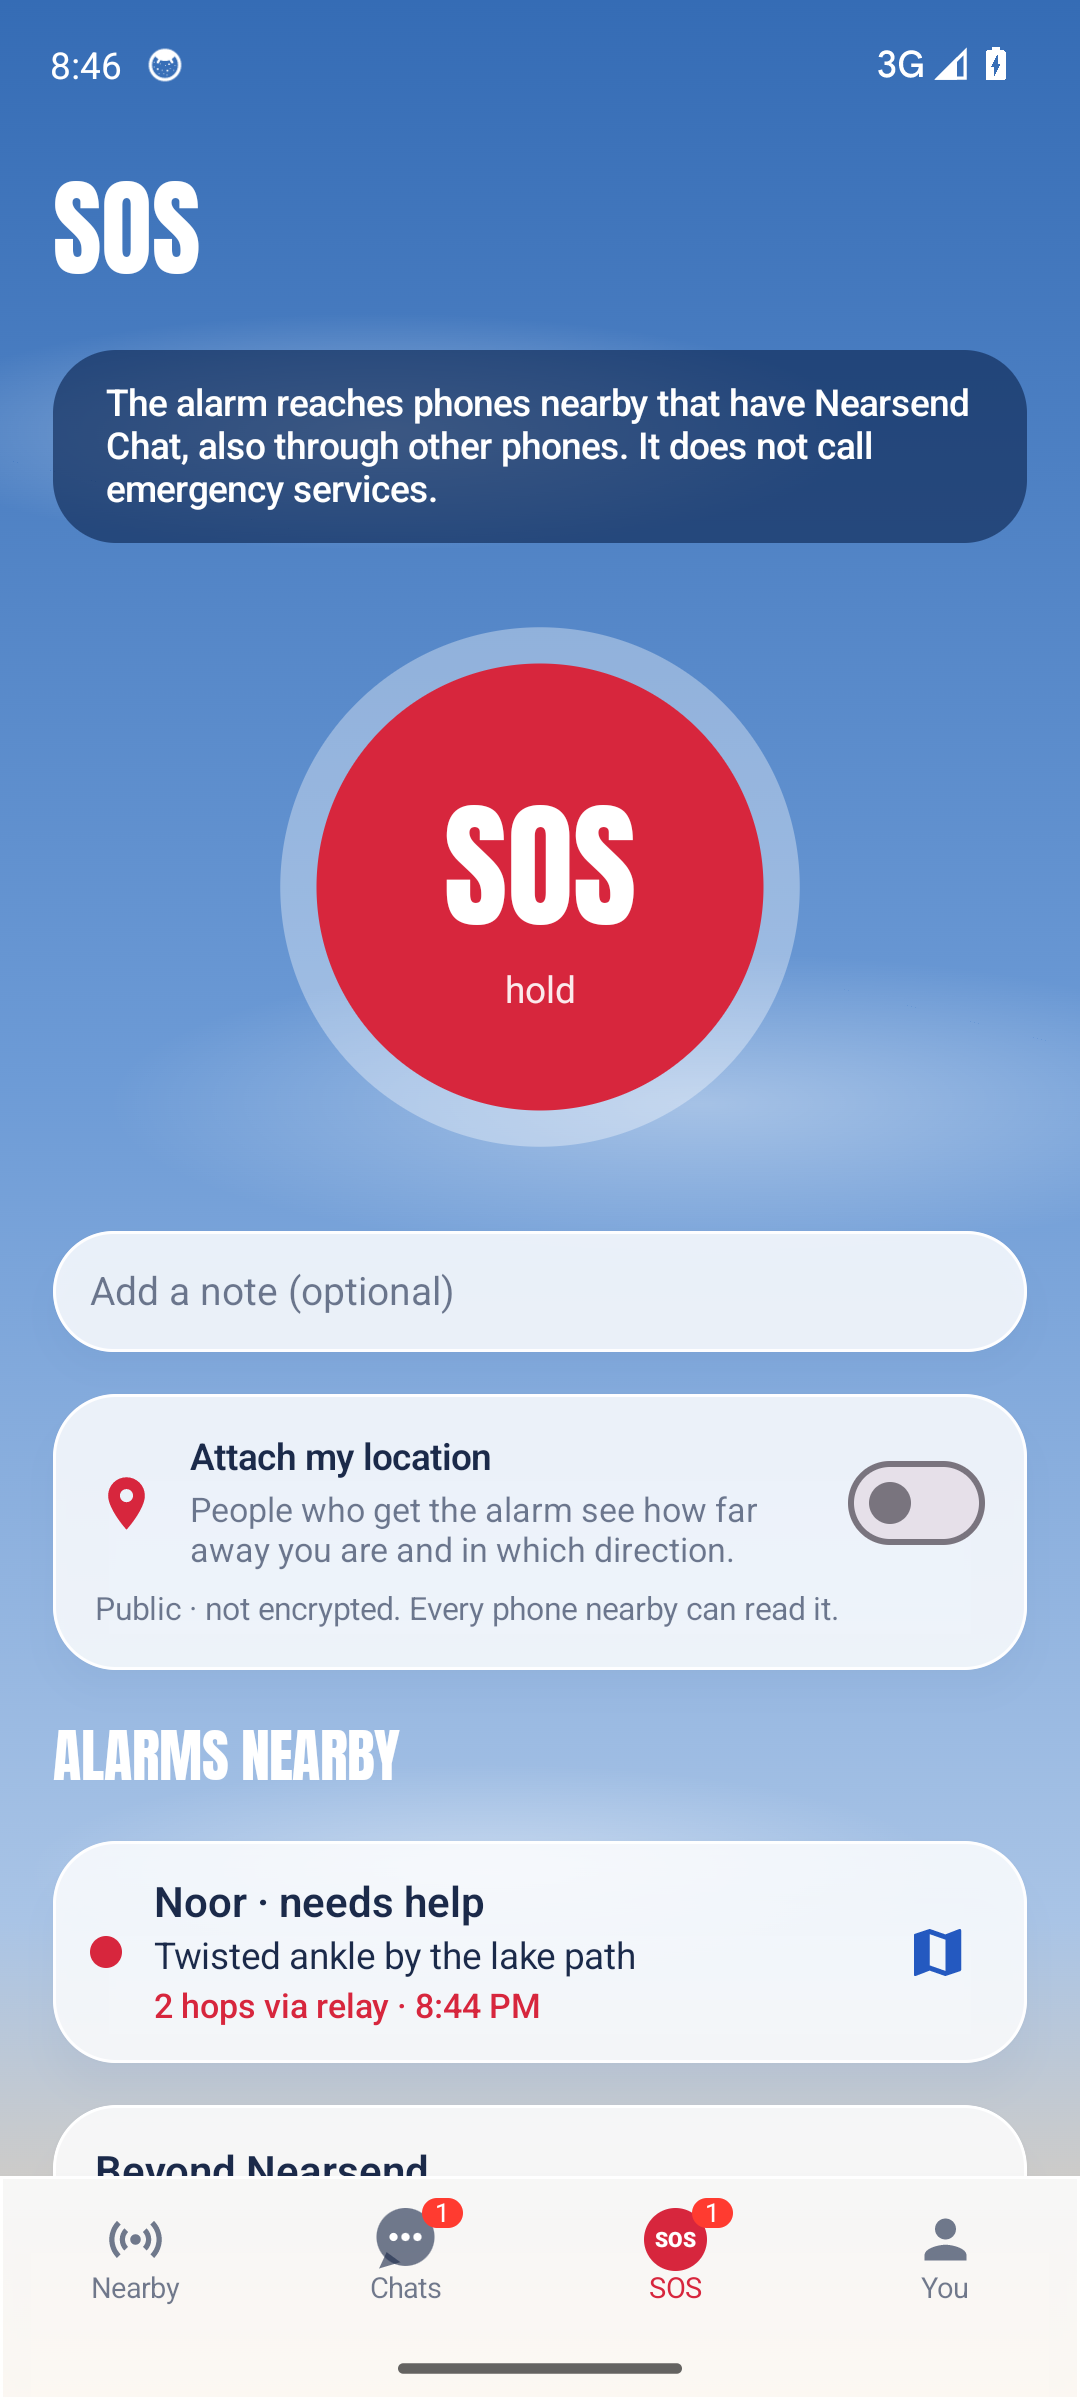 8:46
3G
SOS
The alarm reaches phones nearby that have Nearsend
Chat, also through other phones. It does not call
emergency services.
SOS
hold
Add a note (optional)
Attach my location
People who get the alarm see how far
away you are and in which direction.
Public · not encrypted. Every phone nearby can read it.
ALARMS NEARBY
Noor · needs help
Twisted ankle by the lake path
2 hops via relay · 8:44 PM
Beyond Nearsend
1
SOS
1
Nearby
Chats
SOS
You